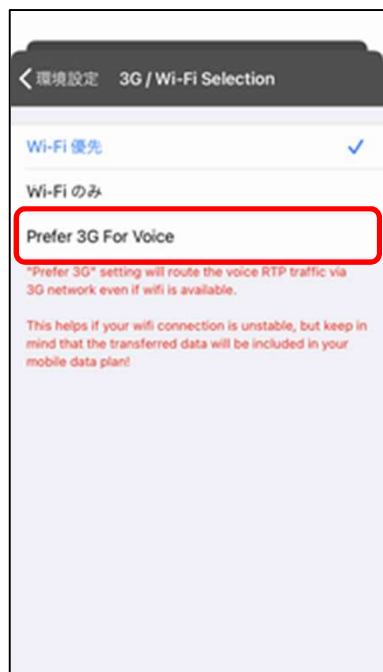 環境設定 3G / Wi-Fi Selection
Wi-Fi 優先
Wi-Fi のみ
Prefer 3G For Voice
"Prefer 3G" setting will route the voice RTP traffic via
3G network even if wifi is available.
This helps if your wifi connection is unstable, but keep in
mind that the transferred data will be included in your
mobile data plan!